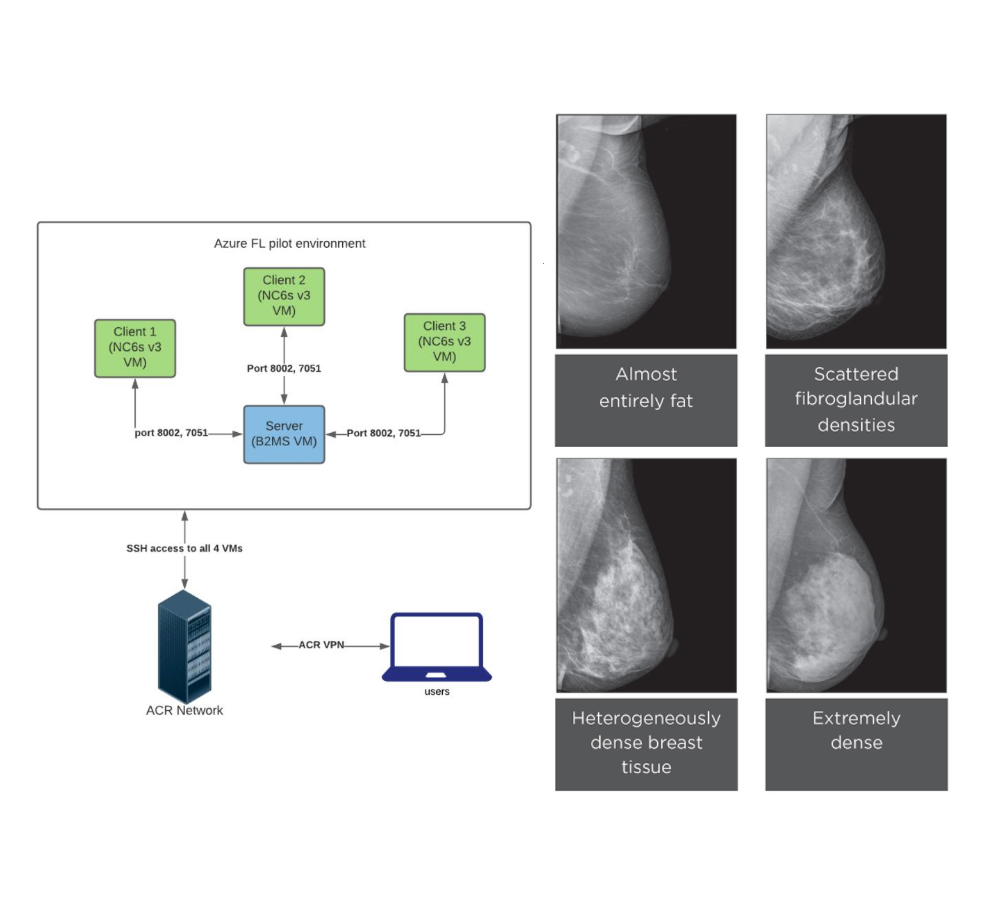 Azure FL pilot environment
Client 2
(NC6s v3
VM)
Client 1
(NC6s v3
VM)
Client 3
(NC6s v3
VM)
Port 8002, 7051
Server
(B2MS VM)
port 8002, 7051
Port 8002, 7051
SSH access to all 4 VMs
ACR Network
ACR VPN
users
Almost
entirely fat
Scattered
fibroglandular
densities
Heterogeneously
dense breast
tissue
Extremely
dense